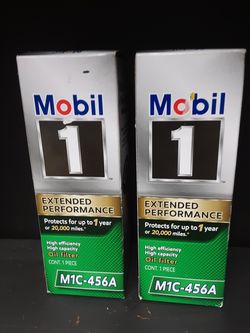 Mobil
1
EXTENDED
PERFORMANCE
Protects for up to 1 year
or 20,000 miles.*
High efficiency
High capacity
Oil filter
CONT. 1 PIECE
M1C-456A
Mobil
1
EXTENDED
PERFORMANCE
Protects for up to 1 year
or 20,000 miles.*
High efficiency
High capacity
Oil filter
CONT. 1 PIECE
M1C-456A